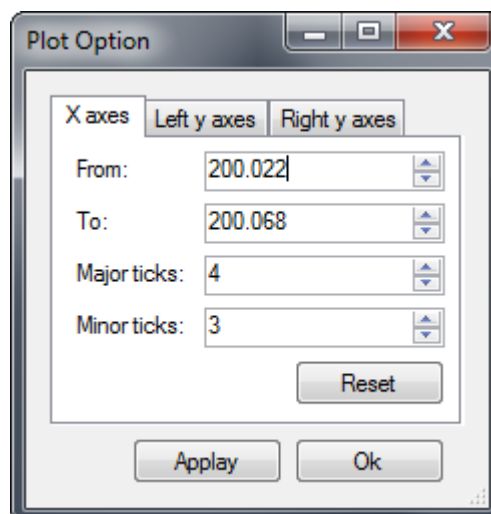 Plot Option
X axes Left y axes Right y axes
From: 200.022
To: 200.068
Major ticks: 4
Minor ticks: 3
Reset
Applay Ok